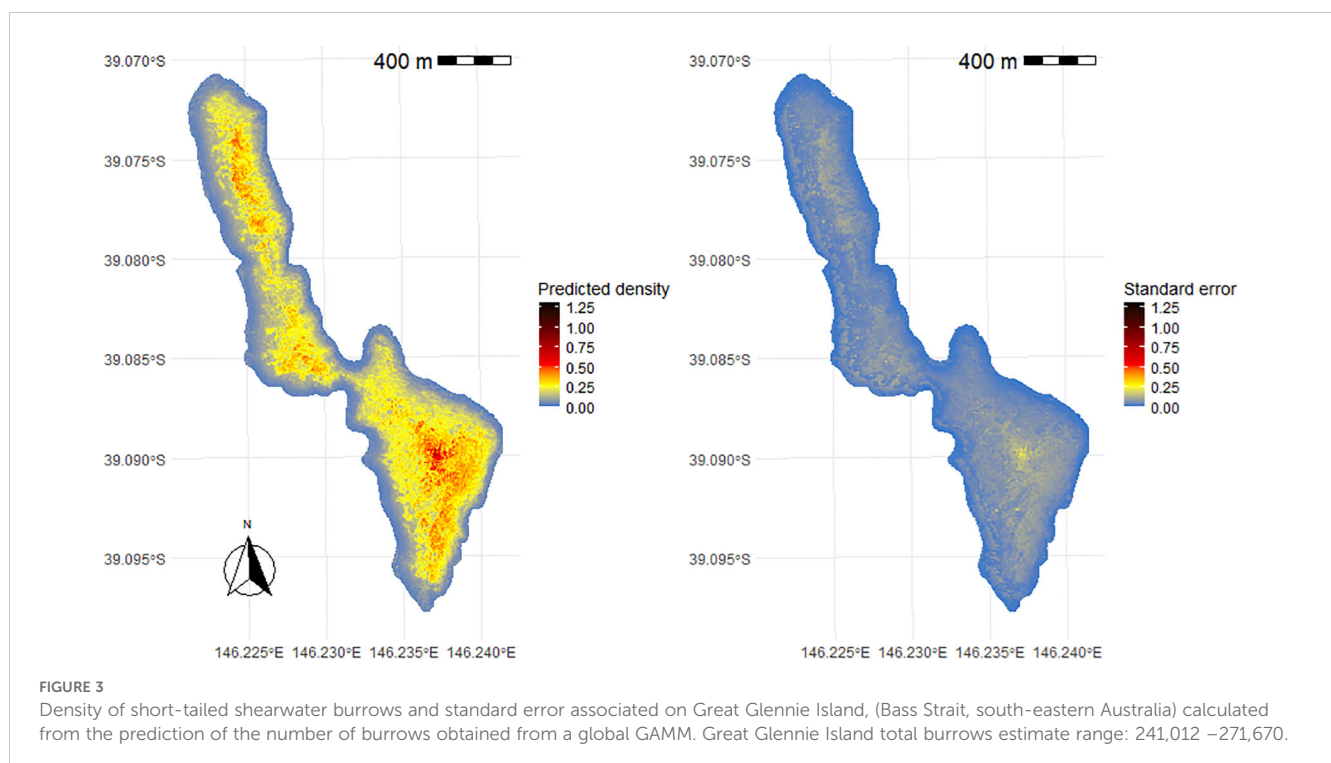 400 m
39.070°S
39.075°S
39.080°S
39.085°S
39.090°S
39.095°S
146.225°E 146.230°E 146.235°E 146.240°E
N
Predicted density
1.25
1.00
0.75
0.50
0.25
0.00
400 m
39.070°S
39.075°S
39.080°S
39.085°S
39.090°S
39.095°S
146.225°E 146.230°E 146.235°E 146.240°E
Standard error
1.25
1.00
0.75
0.50
0.25
0.00
FIGURE 3
Density of short-tailed shearwater burrows and standard error associated on Great Glennie Island, (Bass Strait, south-eastern Australia) calculated
from the prediction of the number of burrows obtained from a global GAMM. Great Glennie Island total burrows estimate range: 241,012 –271,670.